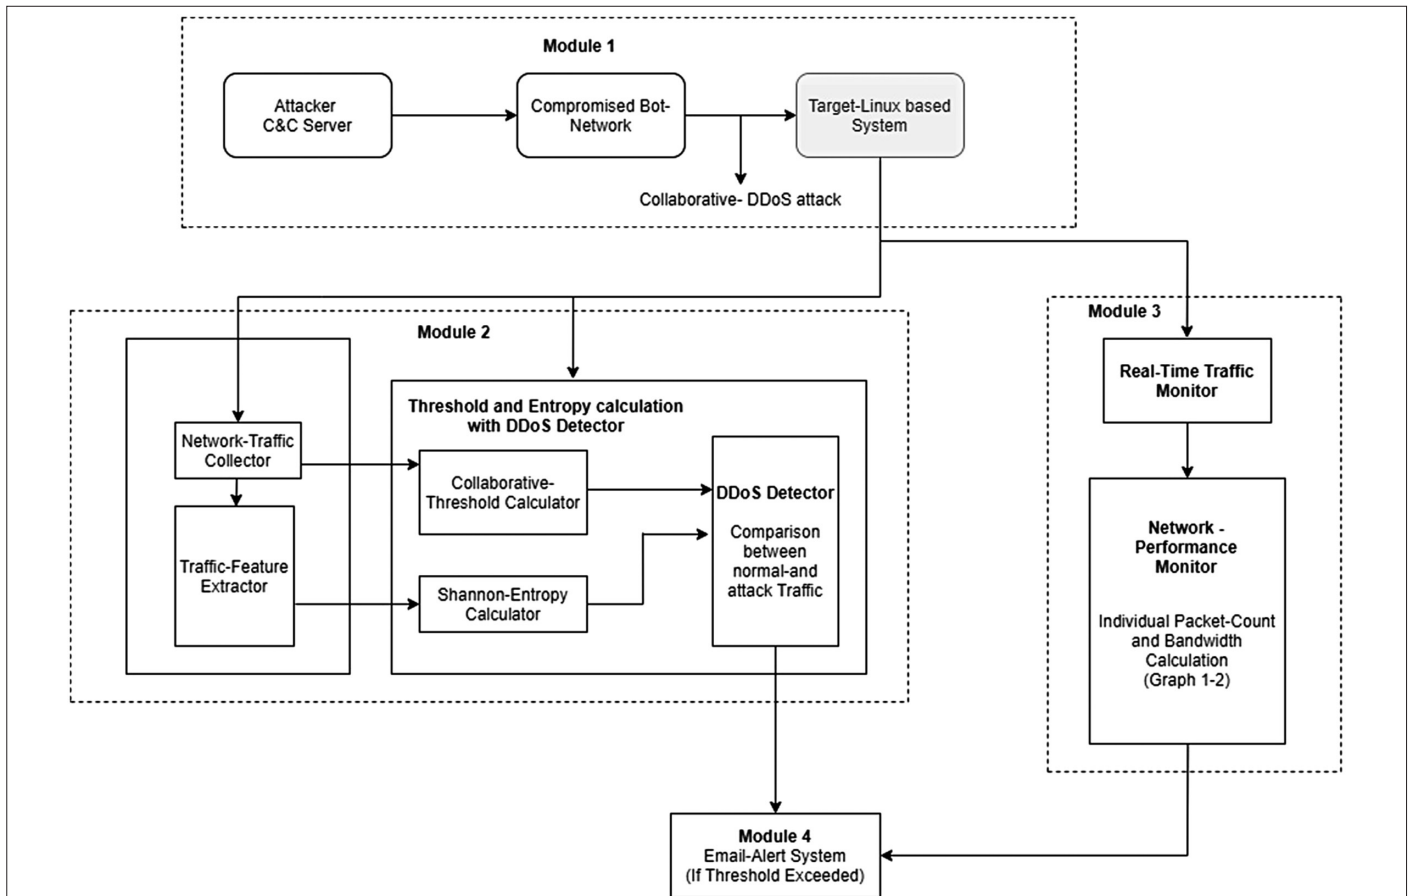 Module 1
Attacker
C&C Server
Compromised Bot-
Network
Target-Linux based
System
Collaborative- DDoS attack
Module 2
Network-Traffic
Collector
Traffic-Feature
Extractor
Threshold and Entropy calculation
with DDoS Detector
Collaborative-
Threshold Calculator
Shannon-Entropy
Calculator
DDoS Detector
Comparison
between
normal-and
attack Traffic
Module 3
Real-Time Traffic
Monitor
Network -
Performance
Monitor
Individual Packet-Count
and Bandwidth
Calculation
(Graph 1-2)
Module 4
Email-Alert System
(If Threshold Exceeded)